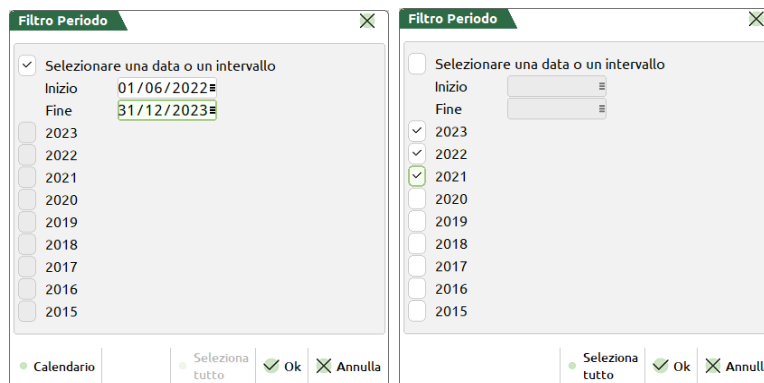 Filtro Periodo
Selezionare una data o un intervallo
Inizio 01/06/2022
Fine 31/12/2023
2023
2022
2021
2020
2019
2018
2017
2016
2015
Calendario
Seleziona
tutto
Ok
Annulla
Filtro Periodo
Selezionare una data o un intervallo
Inizio
Fine
2023
2022
2021
2020
2019
2018
2017
2016
2015
Seleziona
tutto
Ok
Annull